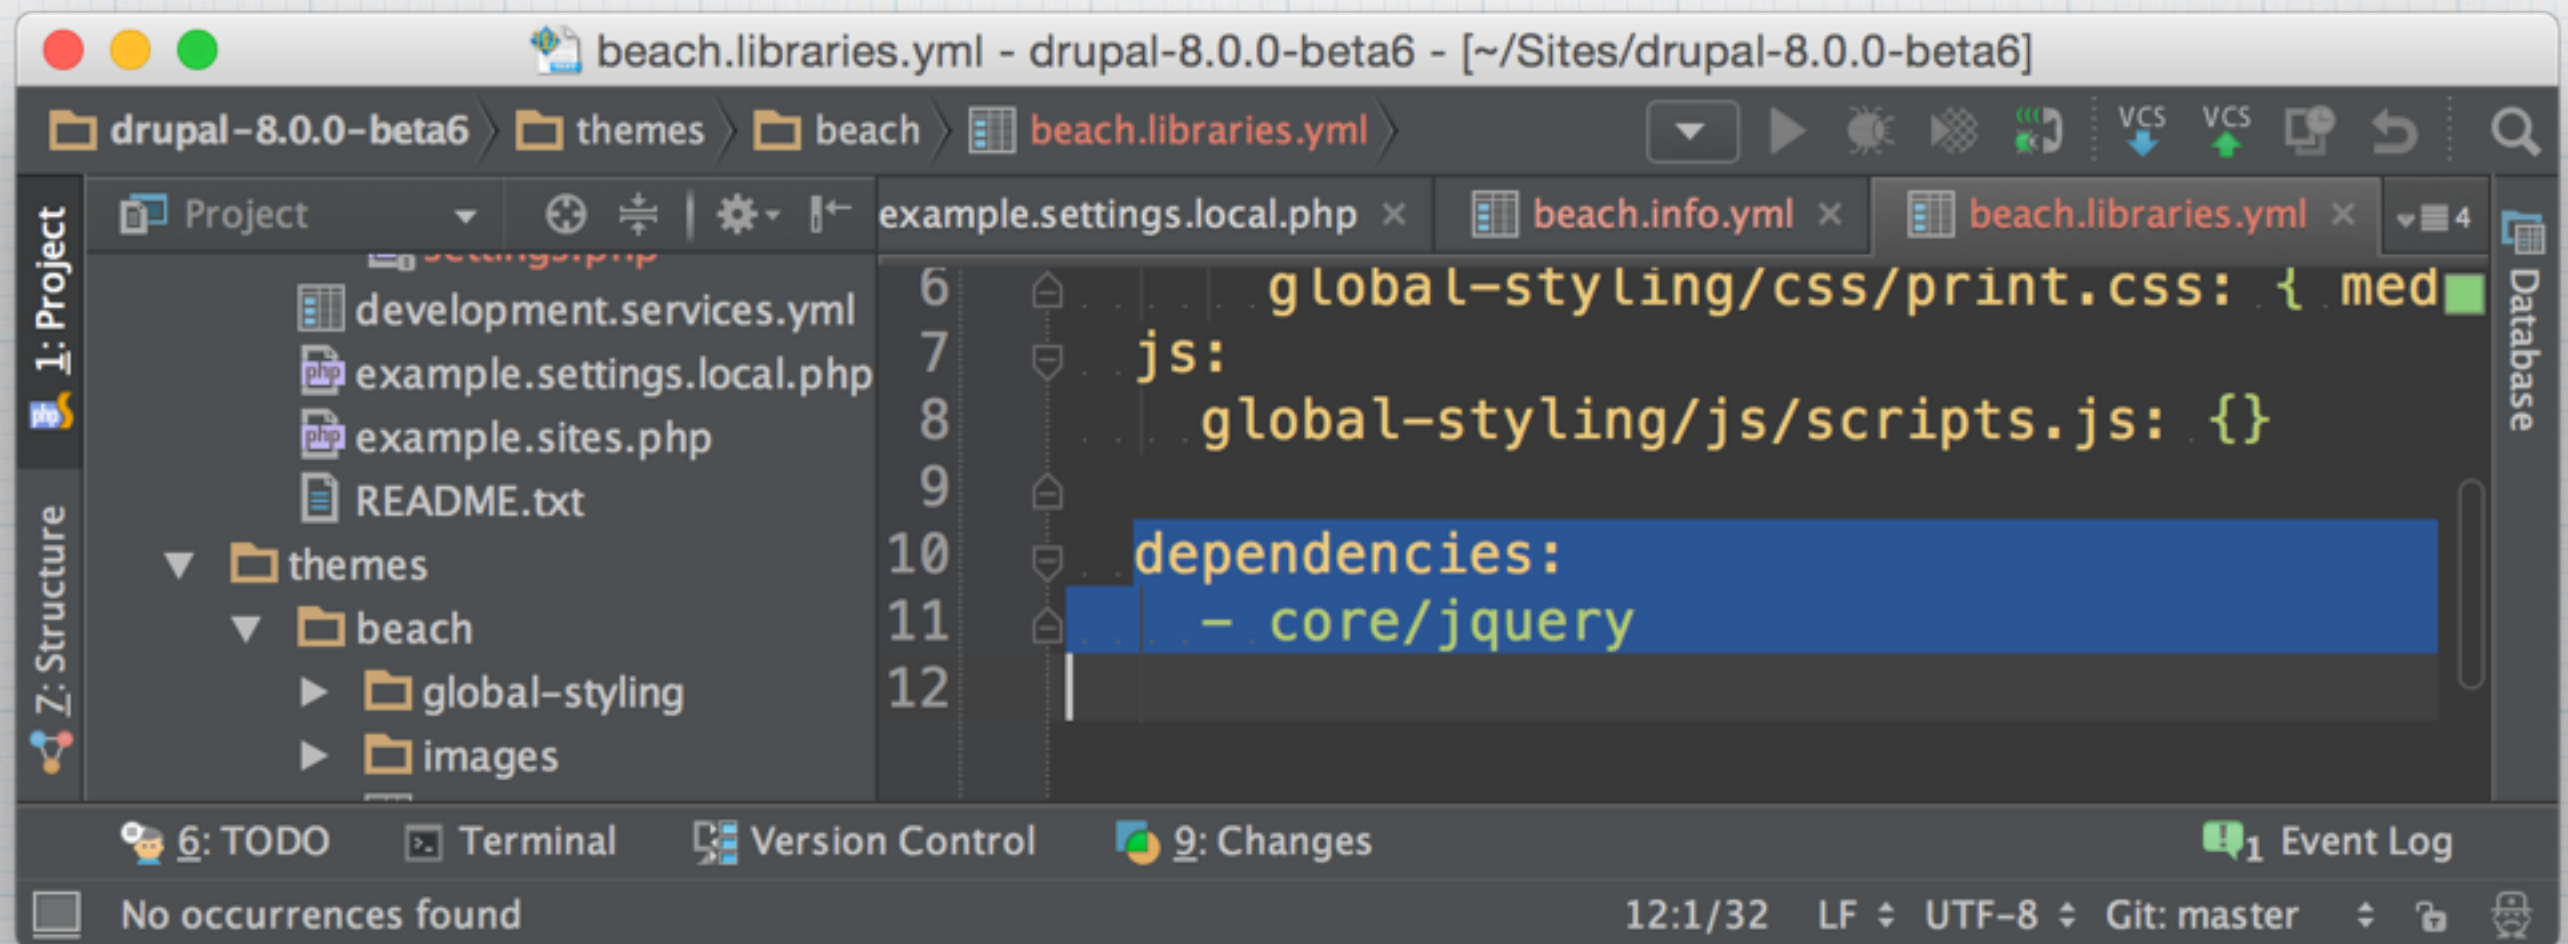 beach.libraries.yml - drupal-8.0.0-beta6 - [~/Sites/drupal-8.0.0-beta6]
drupal-8.0.0-beta6 themes beach beach.libraries.yml
VCS VCS
1: Project
Z: Structure
Project
settings.php
development.services.yml
example.settings.local.php
example.sites.php
README.txt
themes
beach
global-styling
images
example.settings.local.php beach.info.yml beach.libraries.yml 4
6 global-styling/css/print.css: { med
7 js:
8 global-styling/js/scripts.js: {}
9
10 dependencies:
11 - core/jquery
12
Database
6: TODO Terminal Version Control 9: Changes 1 Event Log
No occurrences found 12:1/32 LF UTF-8 Git: master